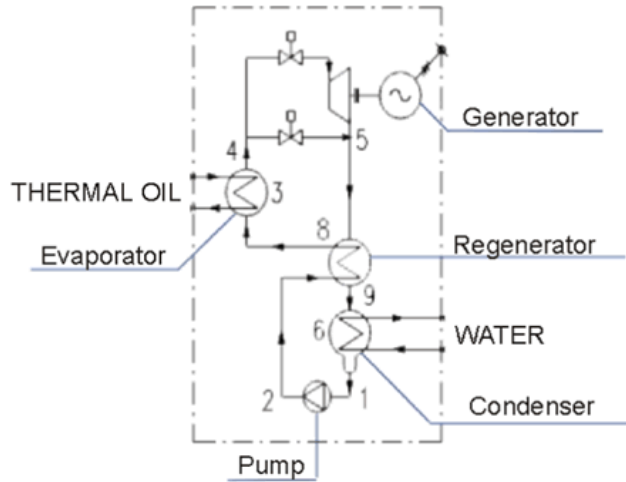 Generator
4
5
THERMAL OIL
3
Evaporator
8
Regenerator
9
6
WATER
2
1
Condenser
Pump